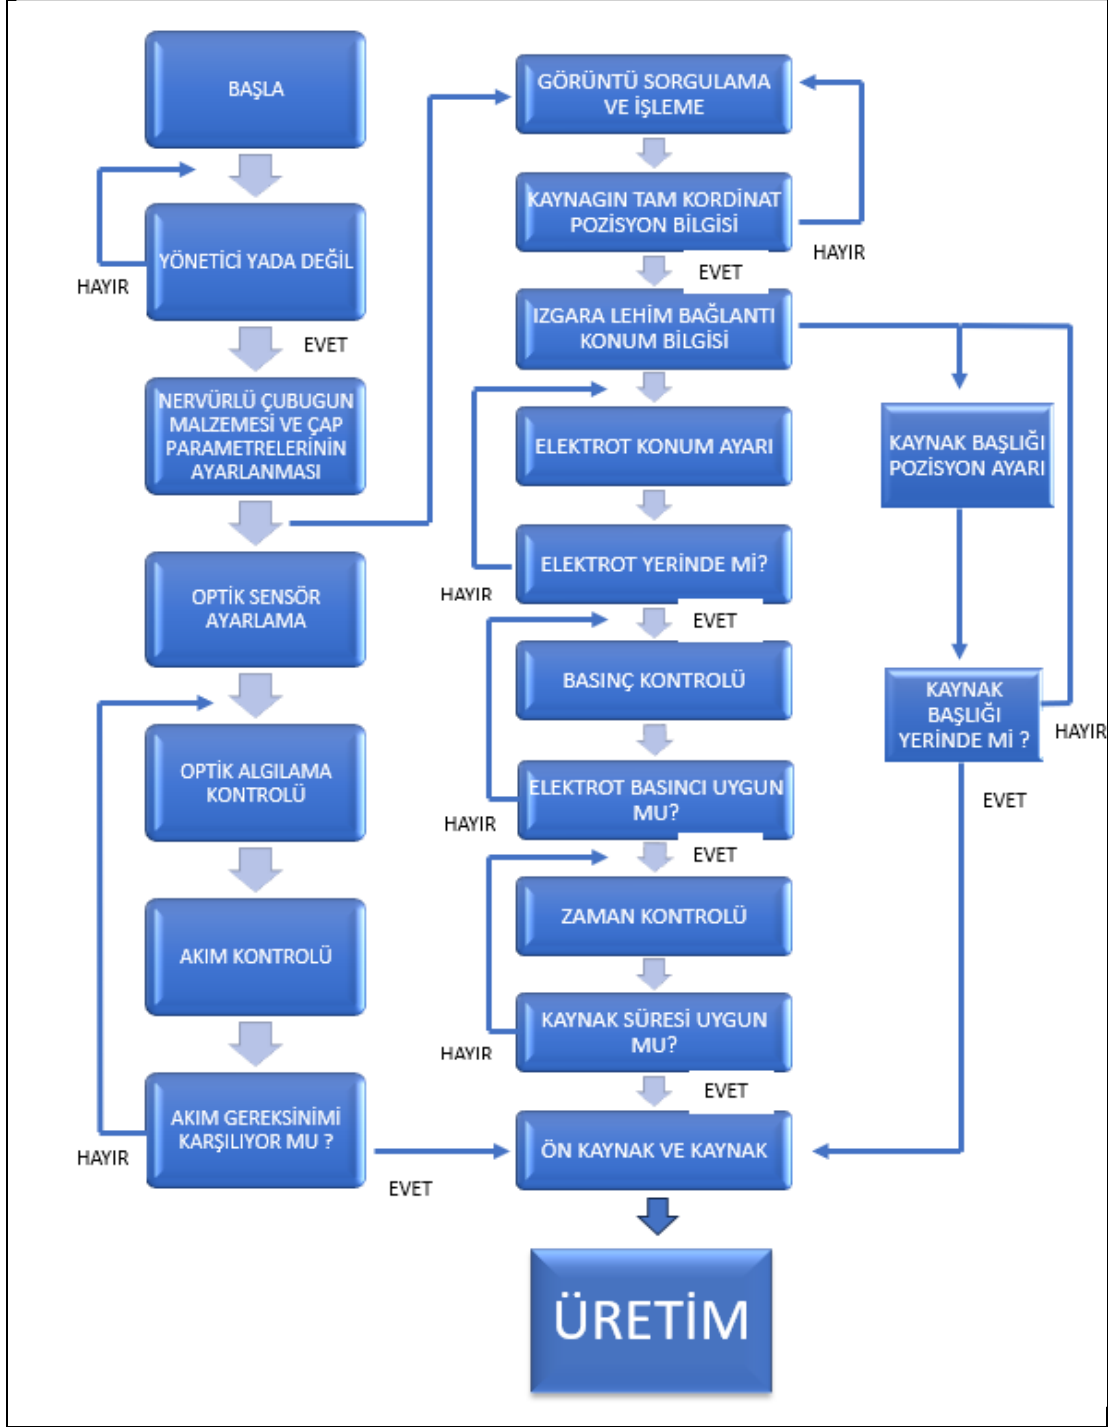 BAŞLA
YÖNETİCİ YADA DEĞİL
HAYIR
EVET
NERVÜRLÜ ÇUBUGUN
MALZEMESİ VE ÇAP
PARAMETRELERİNİN
AYARLANMASI
OPTİK SENSÖR
AYARLAMA
OPTİK ALGILAMA
KONTROLÜ
AKIM KONTROLÜ
AKIM GEREKSİNİMİ
KARŞILIYOR MU ?
HAYIR
EVET
GÖRÜNTÜ SORGULAMA
VE İŞLEME
KAYNAGIN TAM KORDİNAT
POZİSYON BİLGİSİ
HAYIR
EVET
IZGARA LEHİM BAĞLANTI
KONUM BİLGİSİ
ELEKTROT KONUM AYARI
ELEKTROT YERİNDE Mİ?
HAYIR
EVET
BASINÇ KONTROLÜ
ELEKTROT BASINCI UYGUN
MU?
HAYIR
EVET
ZAMAN KONTROLÜ
KAYNAK SÜRESİ UYGUN
MU?
HAYIR
EVET
ÖN KAYNAK VE KAYNAK
ÜRETİM
KAYNAK BAŞLIĞI
POZİSYON AYARI
KAYNAK
BAŞLIĞI
YERİNDE Mİ ?
HAYIR
EVET